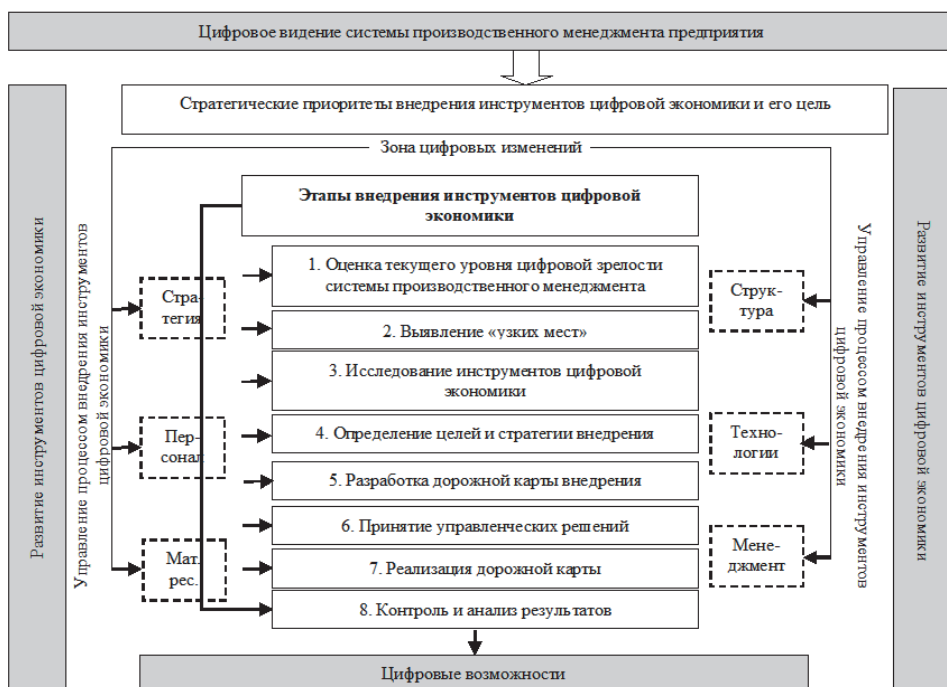 Цифровое видение системы производственного менеджмента предприятия
Стратегические приоритеты внедрения инструментов цифровой экономики и его цель
Зона цифровых изменений
Развитие инструментов цифровой экономики
Управление процессом внедрения инструментов
цифровой экономики
Этапы внедрения инструментов цифровой
экономики
1. Оценка текущего уровня цифровой зрелости
системы производственного менеджмента
2. Выявление «узких мест»
3. Исследование инструментов цифровой
экономики
4. Определение целей и стратегии внедрения
5. Разработка дорожной карты внедрения
6. Принятие управленческих решений
7. Реализация дорожной карты
8. Контроль и анализ результатов
Стра-
тегия
Пер-
сонал
Мат.
рес.
Струк-
тура
Техно-
логии
Мене-
джмент
Управление процессом внедрения инструментов
цифровой экономики
Развитие инструментов цифровой экономики
Цифровые возможности